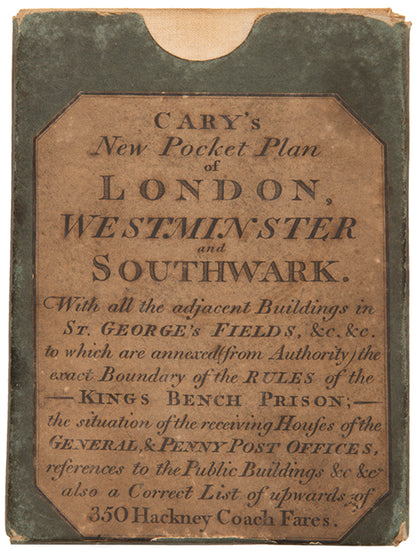 CARY's
New Pocket Plan
of
LONDON,
WESTMINSTER
and
SOUTHWARK.
With all the adjacent Buildings in
ST. GEORGE's FIELDS, &c. &c.
to which are annexed (from Authority) the
exact Boundary of the RULES of the
— KINGS BENCH PRISON; —
the situation of the receiving Houſes of the
GENERAL, & PENNY POST OFFICES,
references to the Public Buildings &c &c
also a Correct List of upwards of
350 Hackney Coach Fares.